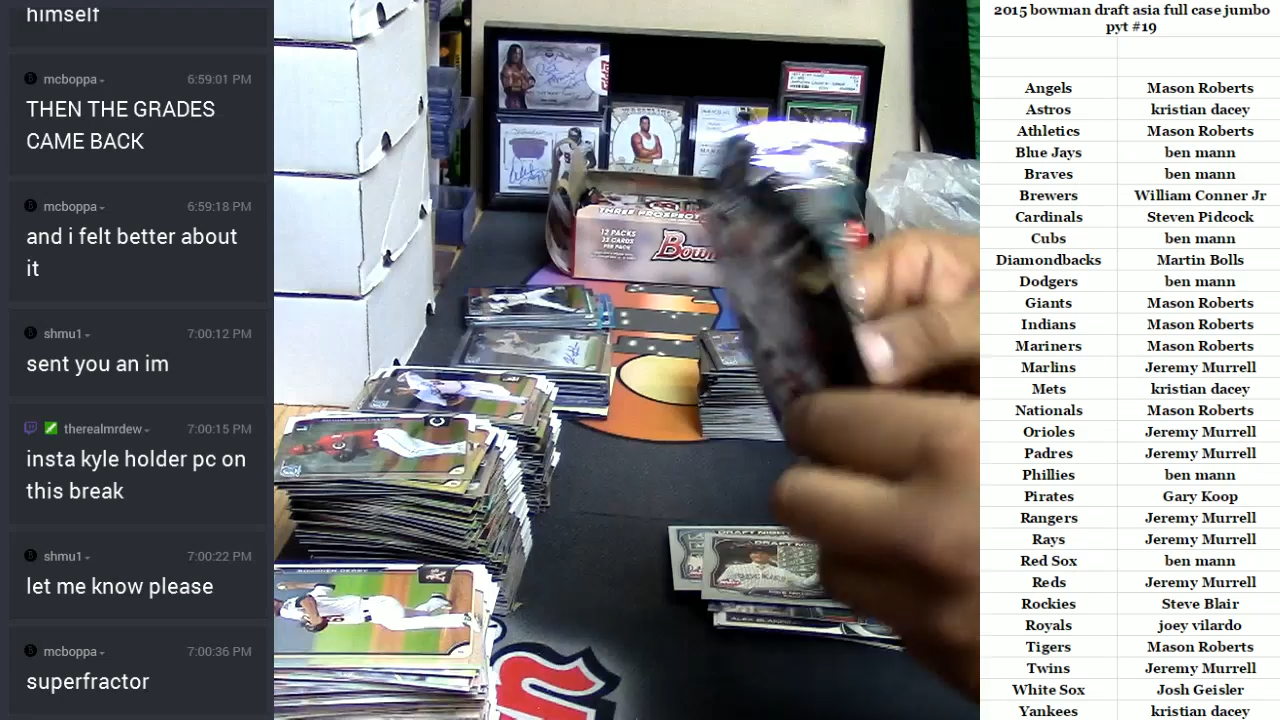 himself
mcboppa 6:59:01 PM
THEN THE GRADES
CAME BACK
mcboppa 6:59:18 PM
and i felt better about
it
shmu1 7:00:12 PM
sent you an im
therealmrdew 7:00:15 PM
insta kyle holder pc on
this break
shmu1 7:00:22 PM
let me know please
mcboppa 7:00:36 PM
superfractor
THREE PROSPECT
12 PACKS
32 CARDS
PER PACK
Bow
DRAFT NIGHT
DRAFT
ROCKIES
ALEX
2015 bowman draft asia full case jumbo
pyt #19
Angels Mason Roberts
Astros kristian dacey
Athletics Mason Roberts
Blue Jays ben mann
Braves ben mann
Brewers William Conner Jr
Cardinals Steven Pidcock
Cubs ben mann
Diamondbacks Martin Bolls
Dodgers ben mann
Giants Mason Roberts
Indians Mason Roberts
Mariners Mason Roberts
Marlins Jeremy Murrell
Mets kristian dacey
Nationals Mason Roberts
Orioles Jeremy Murrell
Padres Jeremy Murrell
Phillies ben mann
Pirates Gary Koop
Rangers Jeremy Murrell
Rays Jeremy Murrell
Red Sox ben mann
Reds Jeremy Murrell
Rockies Steve Blair
Royals joey vilardo
Tigers Mason Roberts
Twins Jeremy Murrell
White Sox Josh Geisler
Yankees kristian dacey